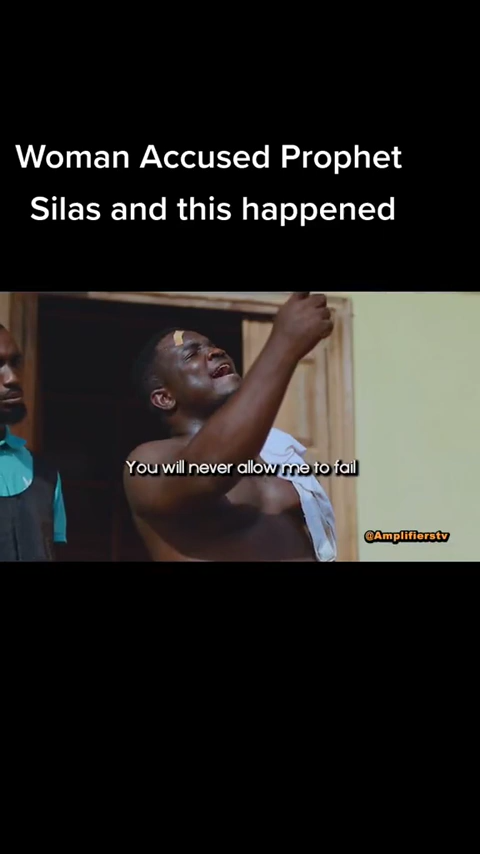 Woman Accused Prophet
Silas and this happened
You will never allow me to fail
@Amplifierstv